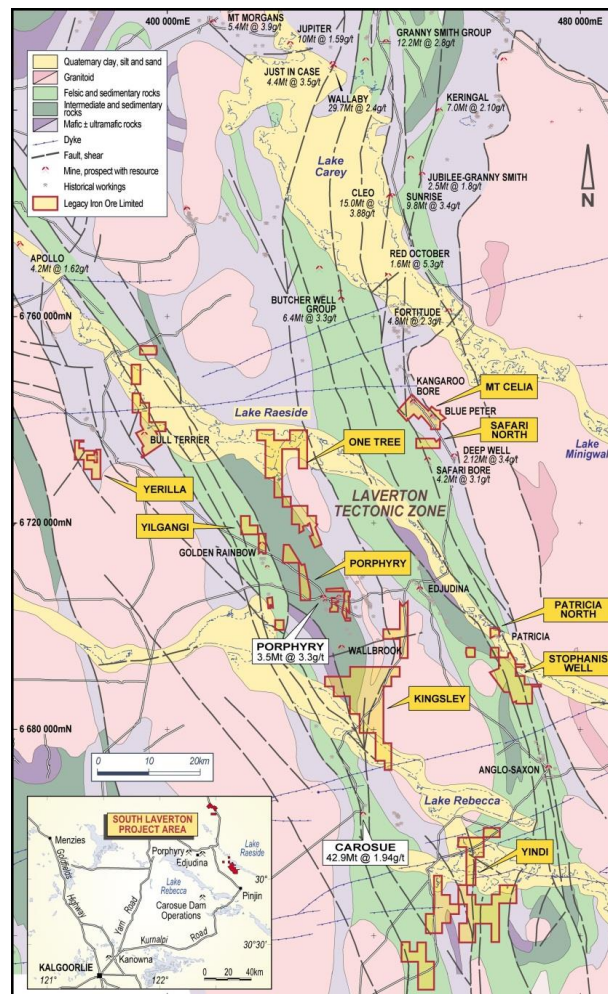 400 000mE
480 000mE
Quaternary clay, silt and sand
Granitoid
Felsic and sedimentary rocks
Intermediate and sedimentary
rocks
Mafic ± ultramafic rocks
Dyke
Fault, shear
Mine, prospect with resource
Historical workings
Legacy Iron Ore Limited
MT MORGANS
5.4Mt @ 3.9g/t
JUPITER
10Mt @ 1.59g/t
GRANNY SMITH GROUP
12.2Mt @ 2.8g/t
JUST IN CASE
4.4Mt @ 3.5g/t
WALLABY
29.7Mt @ 2.4g/t
KERINGAL
7.0Mt @ 2.10g/t
Lake
Carey
JUBILEE-GRANNY SMITH
2.5Mt @ 1.8g/t
CLEO
15.0Mt @
3.88g/t
SUNRISE
9.8Mt @ 3.4g/t
N
APOLLO
4.2Mt @ 1.62g/t
RED OCTOBER
1.6Mt @ 5.3g/t
BUTCHER WELL
GROUP
6.4Mt @ 3.3g/t
FORTITUDE
4.8Mt @ 2.3g/t
6 760 000mN
KANGAROO
BORE
MT CELIA
BLUE PETER
Lake Raeside
SAFARI
NORTH
BULL TERRIER
ONE TREE
Lake
Minigwal
DEEP WELL
2.12Mt @ 3.4g/t
SAFARI BORE
4.2Mt @ 3.1g/t
YERILLA
LAVERTON
TECTONIC ZONE
6 720 000mN
YILGANGI
GOLDEN RAINBOW
PORPHYRY
EDJUDINA
PATRICIA
NORTH
PATRICIA
PORPHYRY
3.5Mt @ 3.3g/t
WALLBROOK
STOPHANIS
WELL
KINGSLEY
6 680 000mN
0 10 20km
ANGLO-SAXON
Lake Rebecca
CAROSUE
42.9Mt @ 1.94g/t
YINDI
SOUTH LAVERTON
PROJECT AREA
Menzies
Porphyry
Edjudina
Lake
Raeside
Goldfields
Highway
Yarri Road
Lake
Rebecca
30°
Pinjin
Carosue Dam
Operations
Kurnalpi Road
30°30'
Kanowna
KALGOORLIE
0 20 40km
121°
122°